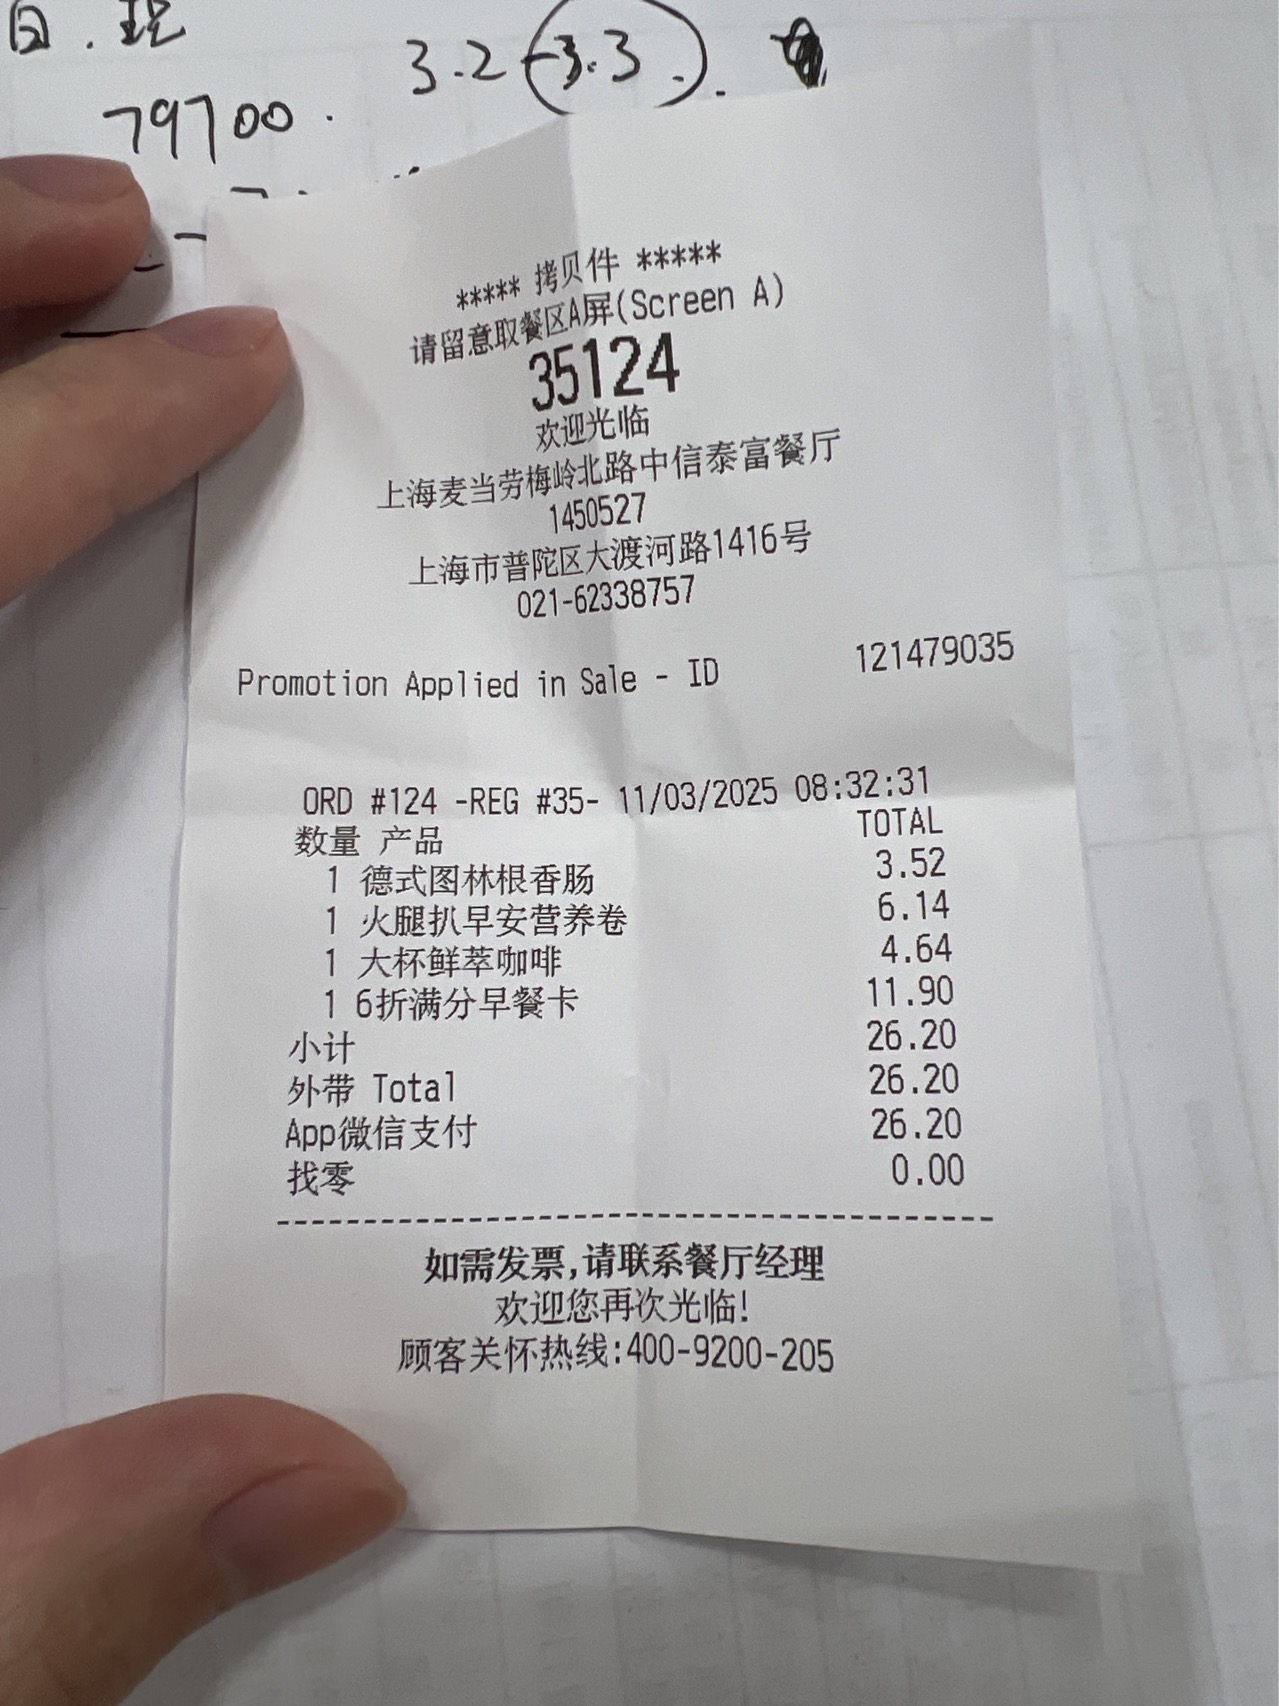 3.2-3.3.
79700.
***** 拷贝件 *****
请留意取餐区A屏(Screen A)
35124
欢迎光临
上海麦当劳梅岭北路中信泰富餐厅
1450527
上海市普陀区大渡河路1416号
021-62338757
Promotion Applied in Sale - ID 121479035
ORD #124 -REG #35- 11/03/2025 08:32:31
数量 产品 TOTAL
1 德式图林根香肠 3.52
1 火腿扒早安营养卷 6.14
1 大杯鲜萃咖啡 4.64
1 6折满分早餐卡 11.90
小计 26.20
外带 Total 26.20
App微信支付 26.20
找零 0.00
如需发票,请联系餐厅经理
欢迎您再次光临!
顾客关怀热线:400-9200-205